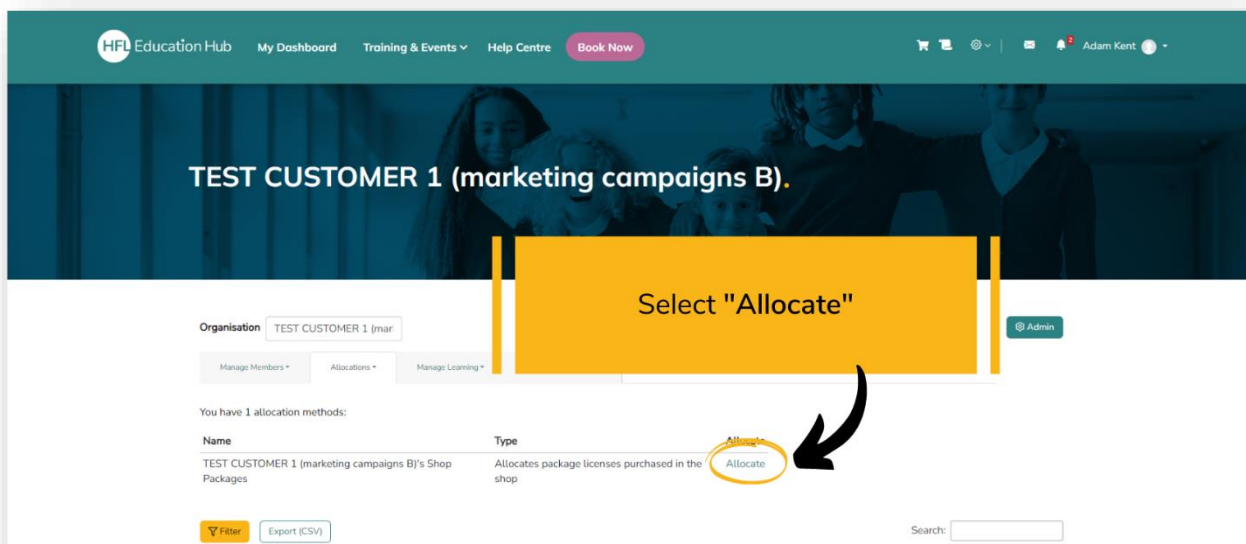 HFL Education Hub My Dashboard Training & Events Help Centre Book Now 2 Adam Kent
TEST CUSTOMER 1 (marketing campaigns B).
Select "Allocate"
Organisation TEST CUSTOMER 1 (mar Admin
Manage Members Allocations Manage Learning
You have 1 allocation methods:
Name Type Allocate
TEST CUSTOMER 1 (marketing campaigns B)'s Shop Allocates package licenses purchased in the Allocate
Packages shop
Filter Export (CSV) Search: